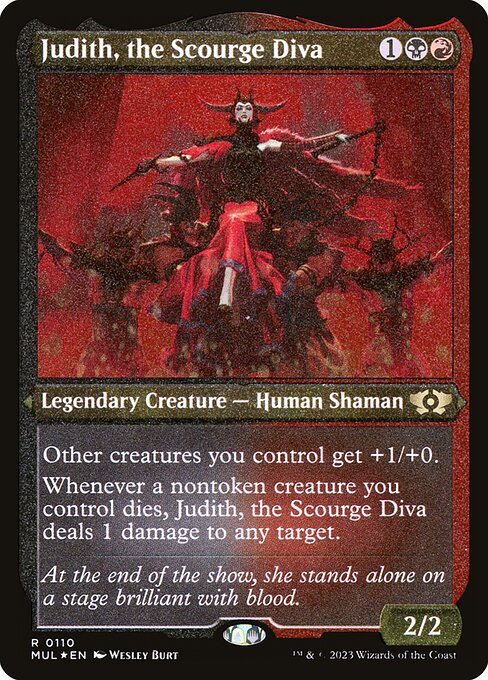 Judith, the Scourge Diva 1
Legendary Creature — Human Shaman
Other creatures you control get +1/+0.
Whenever a nontoken creature you
control dies, Judith, the Scourge Diva
deals 1 damage to any target.
At the end of the show, she stands alone on
a stage brilliant with blood.
2/2
R 0110
MUL★EN Wesley Burt
™ & © 2023 Wizards of the Coast